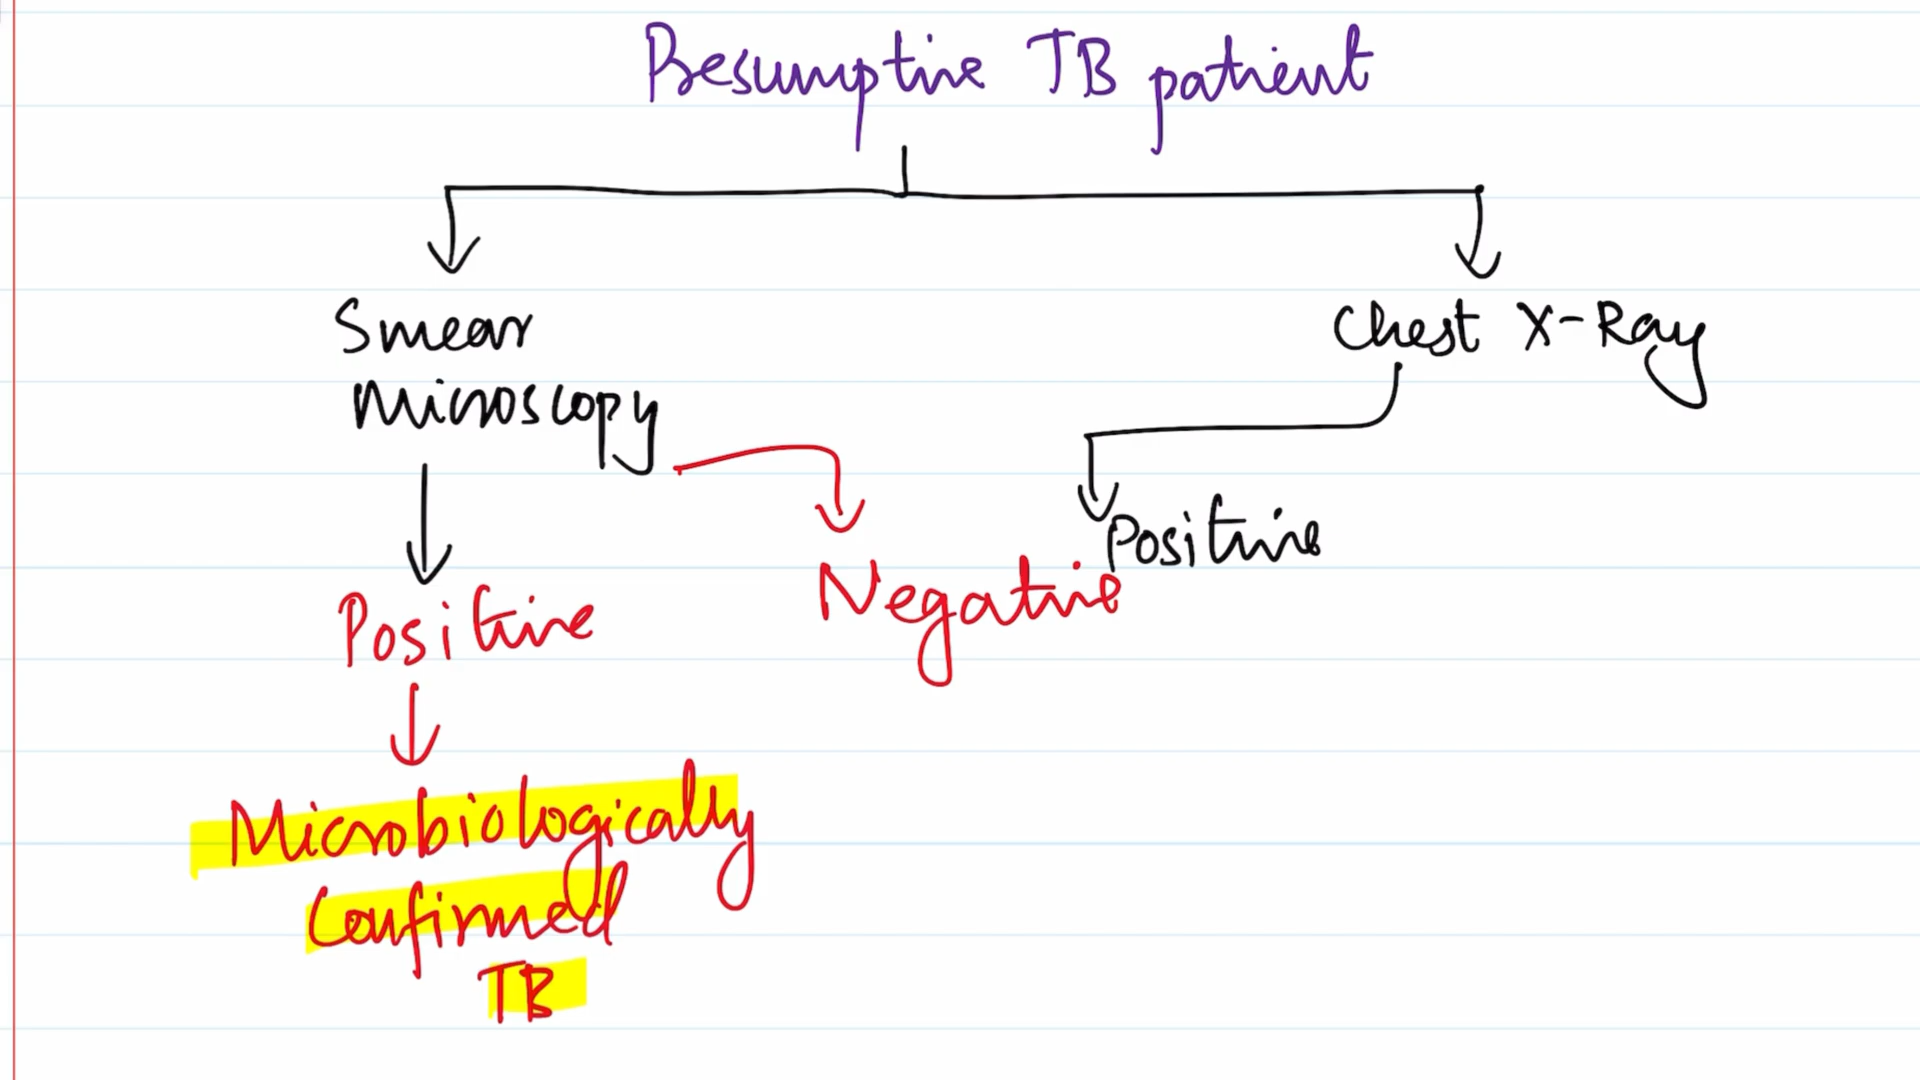 Presumptive TB patient
Smear
Microscopy
Chest X-Ray
Positive
Negative
Positive
Microbiologically
Confirmed
TB